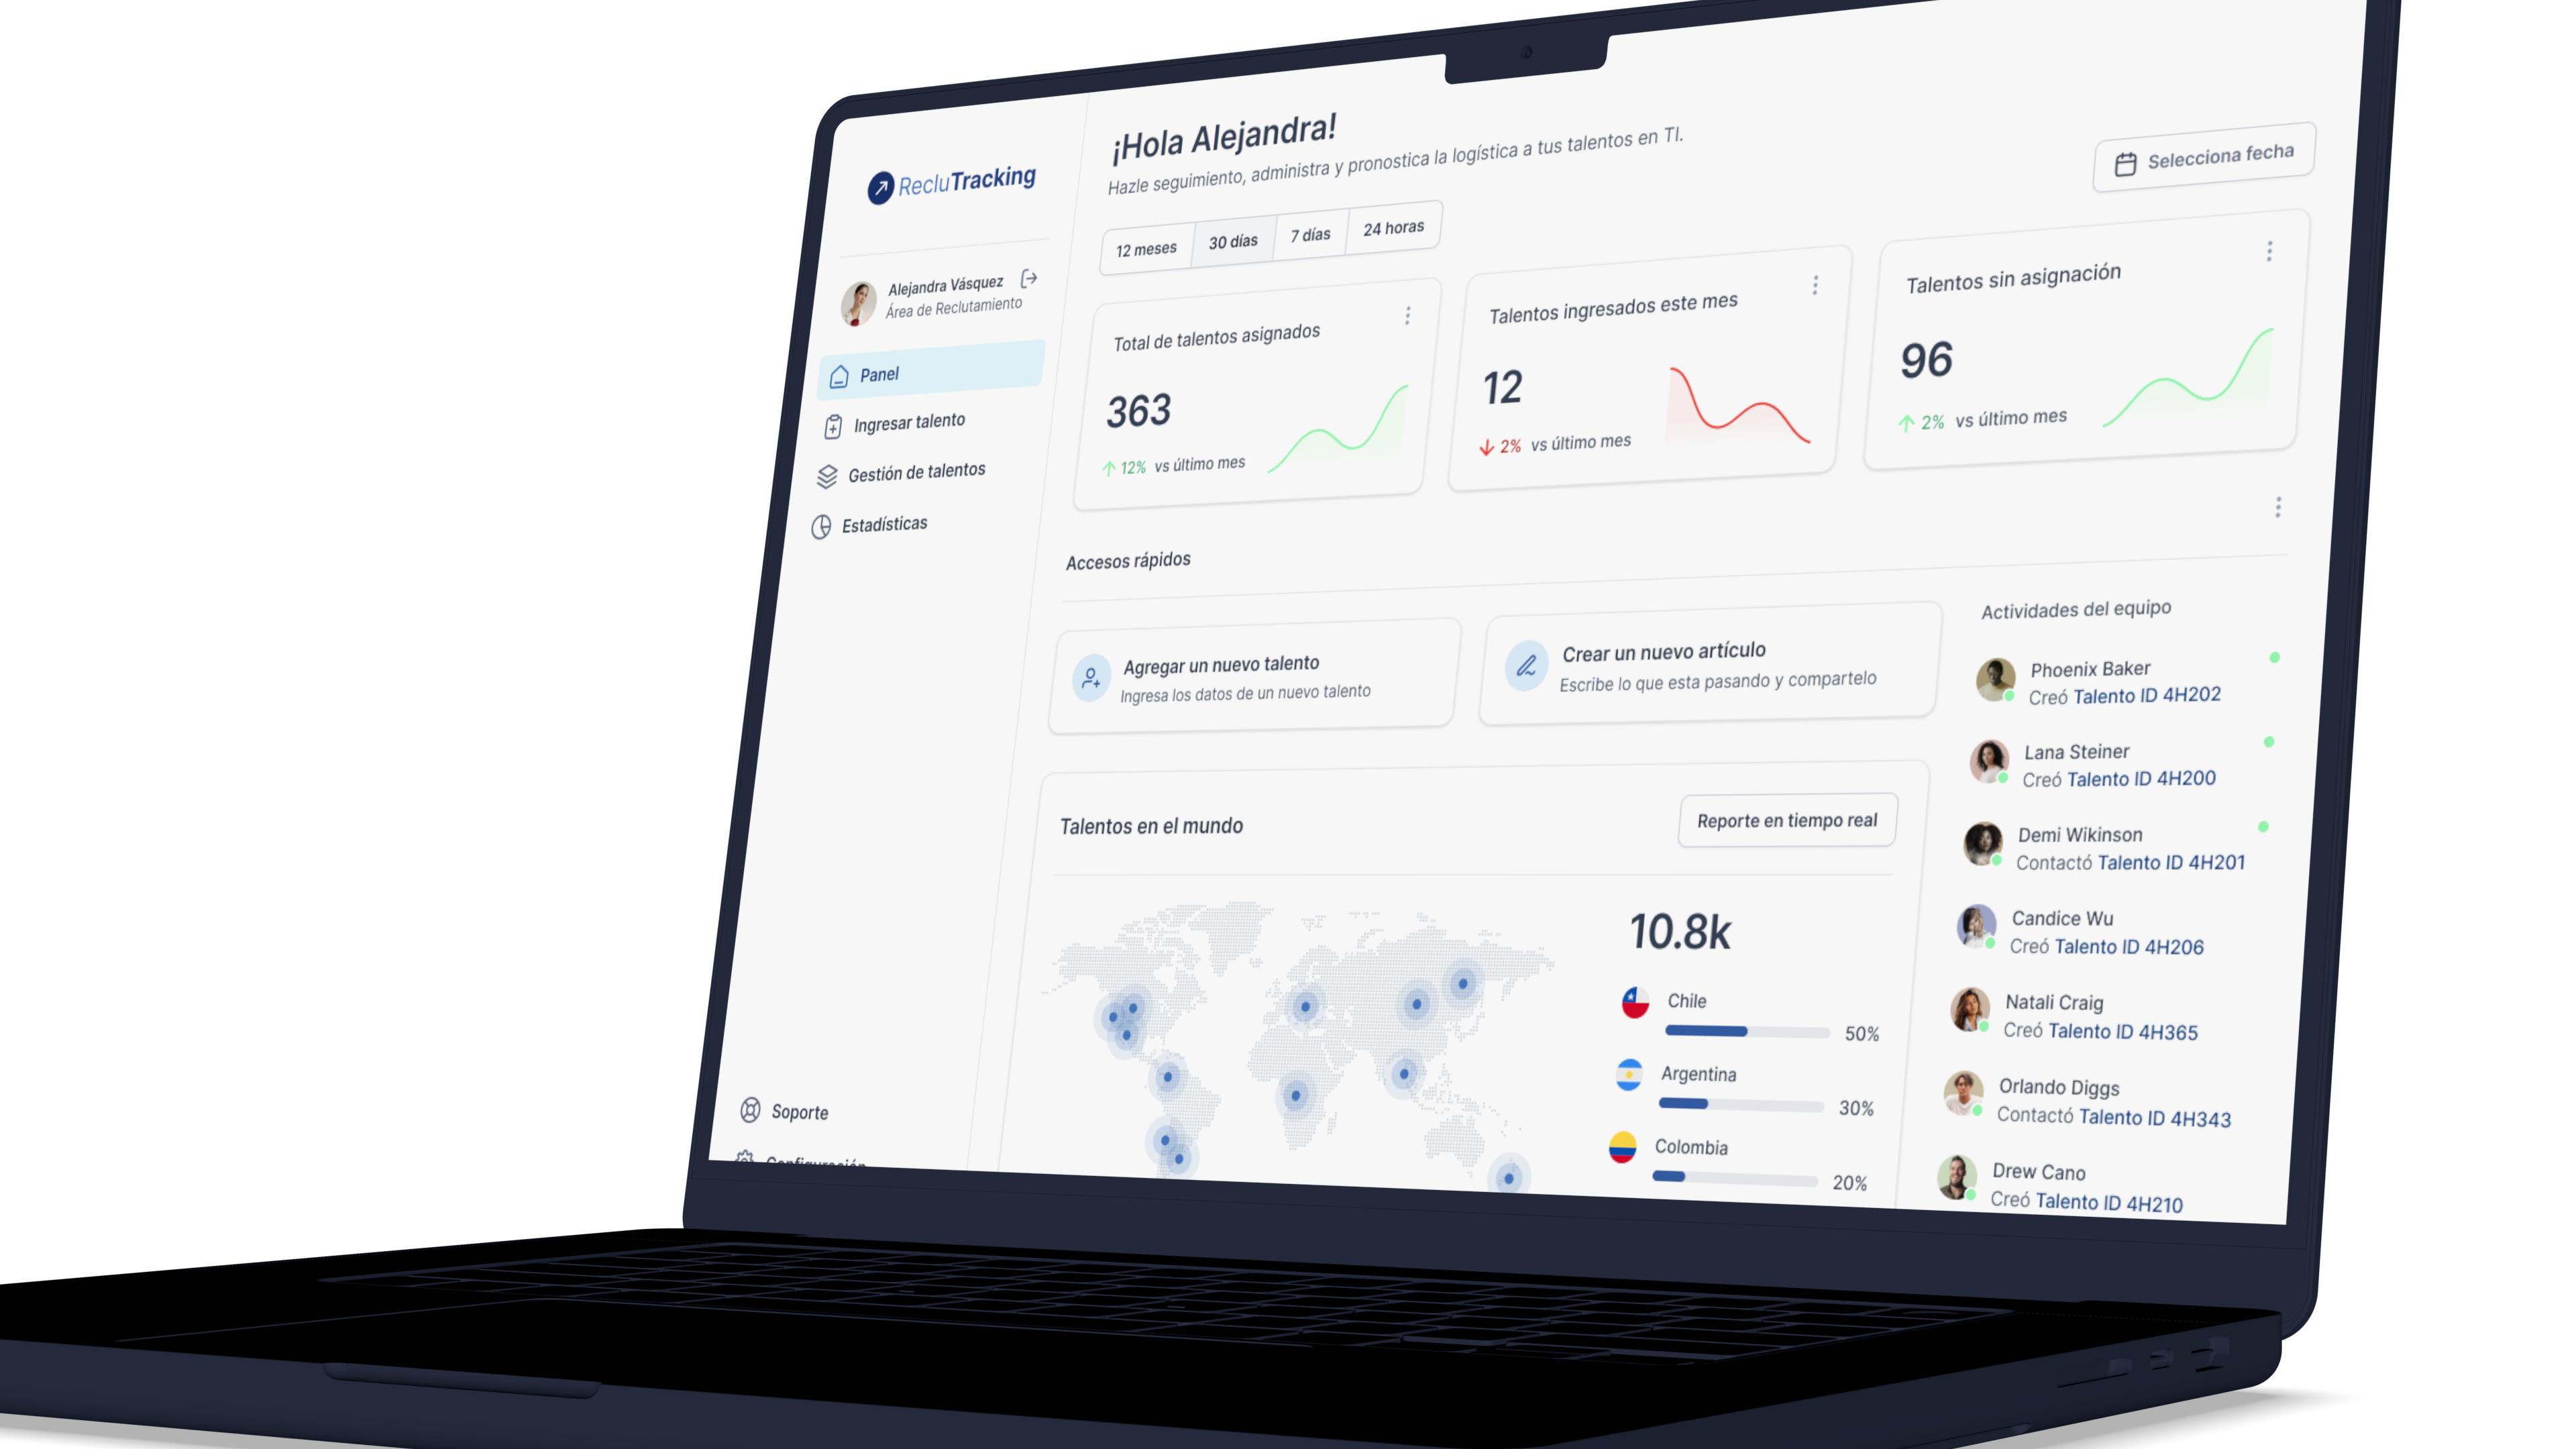 RecluTracking
Alejandra Vásquez
Área de Reclutamiento
Panel
Ingresar talento
Gestión de talentos
Estadísticas
Soporte
Configuración
¡Hola Alejandra!
Hazle seguimiento, administra y pronostica la logística a tus talentos en TI.
12 meses 30 días 7 días 24 horas
Selecciona fecha
Total de talentos asignados
363
12% vs último mes
Talentos ingresados este mes
12
2% vs último mes
Talentos sin asignación
96
2% vs último mes
Accesos rápidos
Agregar un nuevo talento
Ingresa los datos de un nuevo talento
Crear un nuevo artículo
Escribe lo que esta pasando y compartelo
Talentos en el mundo
Reporte en tiempo real
10.8k
Chile
50%
Argentina
30%
Colombia
20%
Actividades del equipo
Phoenix Baker
Creó Talento ID 4H202
Lana Steiner
Creó Talento ID 4H200
Demi Wikinson
Contactó Talento ID 4H201
Candice Wu
Creó Talento ID 4H206
Natali Craig
Creó Talento ID 4H365
Orlando Diggs
Contactó Talento ID 4H343
Drew Cano
Creó Talento ID 4H210